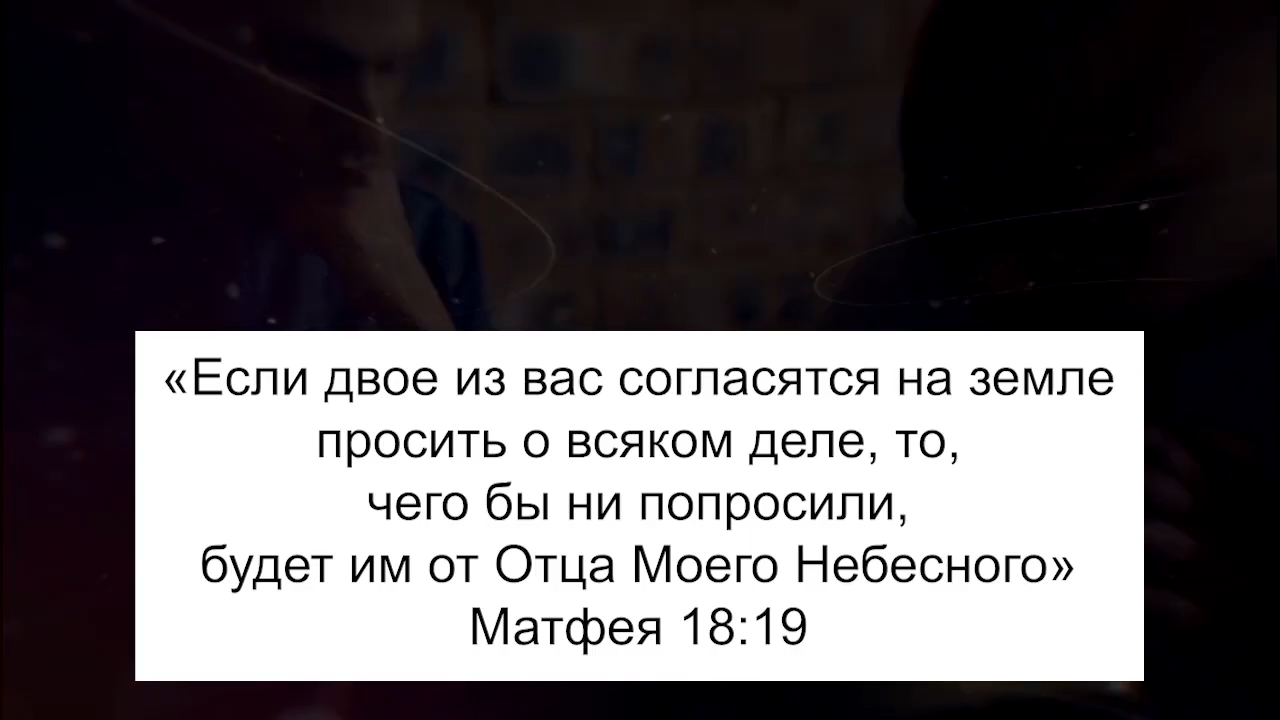 «Если двое из вас согласятся на земле
просить о всяком деле, то,
чего бы ни попросили,
будет им от Отца Моего Небесного»
Матфея 18:19